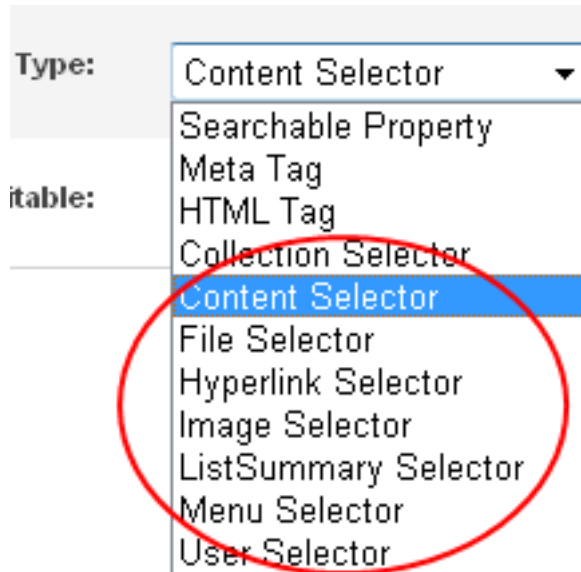 Type:
Content Selector
Searchable Property
Meta Tag
itable:
HTML Tag
Collection Selector
Content Selector
File Selector
Hyperlink Selector
Image Selector
ListSummary Selector
Menu Selector
User Selector